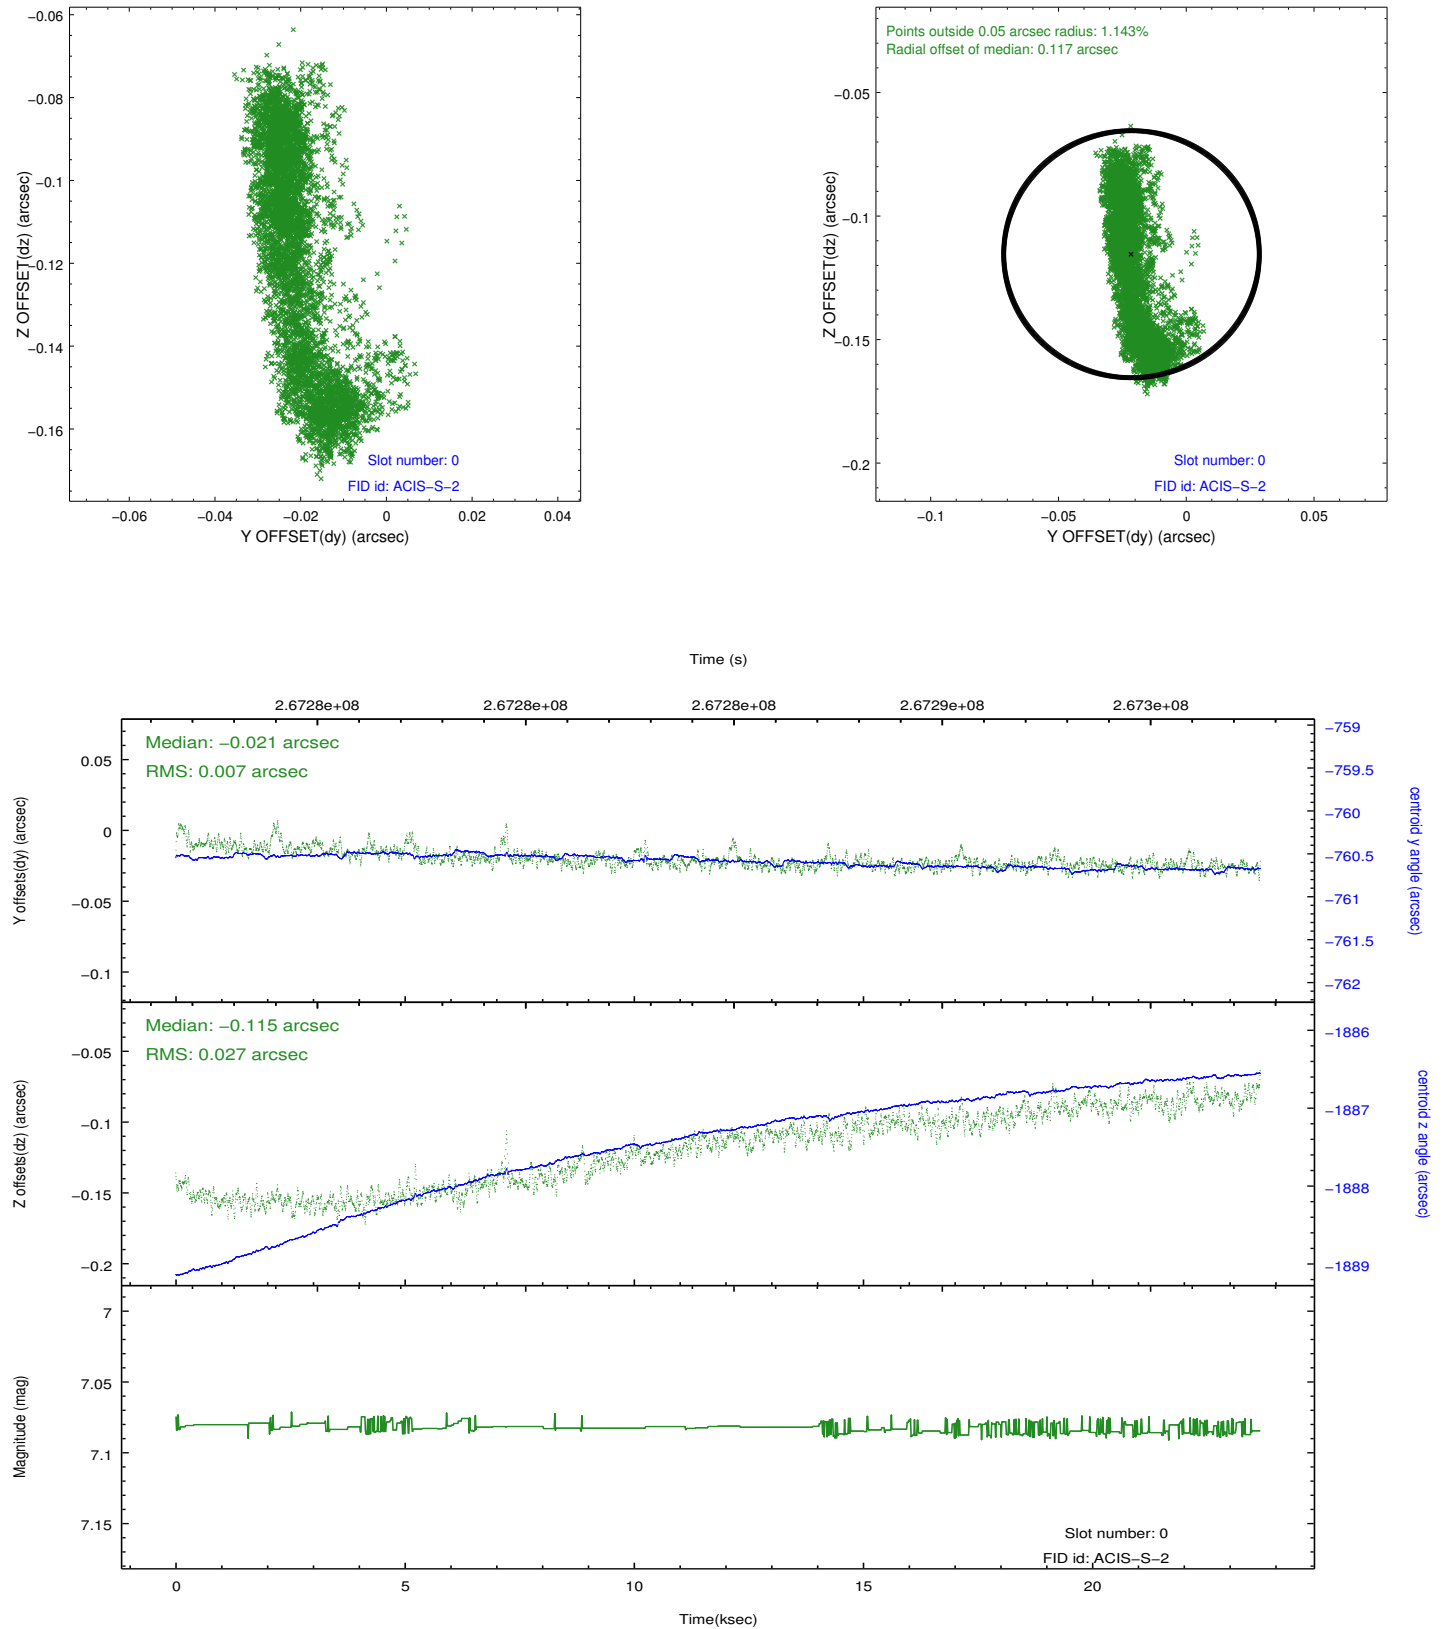 −0.06
−0.08
−0.1
−0.12
−0.14
−0.16
Z OFFSET(dz) (arcsec)
Slot number: 0
FID id: ACIS−S−2
−0.06
−0.04
−0.02
0
0.02
0.04
Y OFFSET(dy) (arcsec)
Points outside 0.05 arcsec radius: 1.143%
Radial offset of median: 0.117 arcsec
−0.05
−0.1
−0.15
−0.2
Z OFFSET(dz) (arcsec)
Slot number: 0
FID id: ACIS−S−2
−0.1
−0.05
0
0.05
Y OFFSET(dy) (arcsec)
Time (s)
2.6728e+08
2.6728e+08
2.6728e+08
2.6729e+08
2.673e+08
Median: −0.021 arcsec
RMS: 0.007 arcsec
0.05
0
−0.05
−0.1
Y offsets(dy) (arcsec)
−759
−759.5
−760
−760.5
−761
−761.5
−762
centroid y angle (arcsec)
Median: −0.115 arcsec
RMS: 0.027 arcsec
−0.05
−0.1
−0.15
−0.2
Z offsets(dz) (arcsec)
−1886
−1887
−1888
−1889
centroid z angle (arcsec)
7
7.05
7.1
7.15
Magnitude (mag)
Slot number: 0
FID id: ACIS−S−2
0
5
10
15
20
Time(ksec)